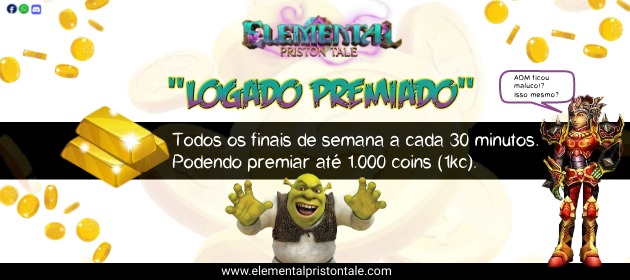 ELEMENTAL
PRISTON TALE
"LOGADO PREMIADO"
ADM ficou
maluco!?
isso mesmo?
Todos os finais de semana a cada 30 minutos.
Podendo premiar até 1.000 coins (1kc).
www.elementalpristontale.com